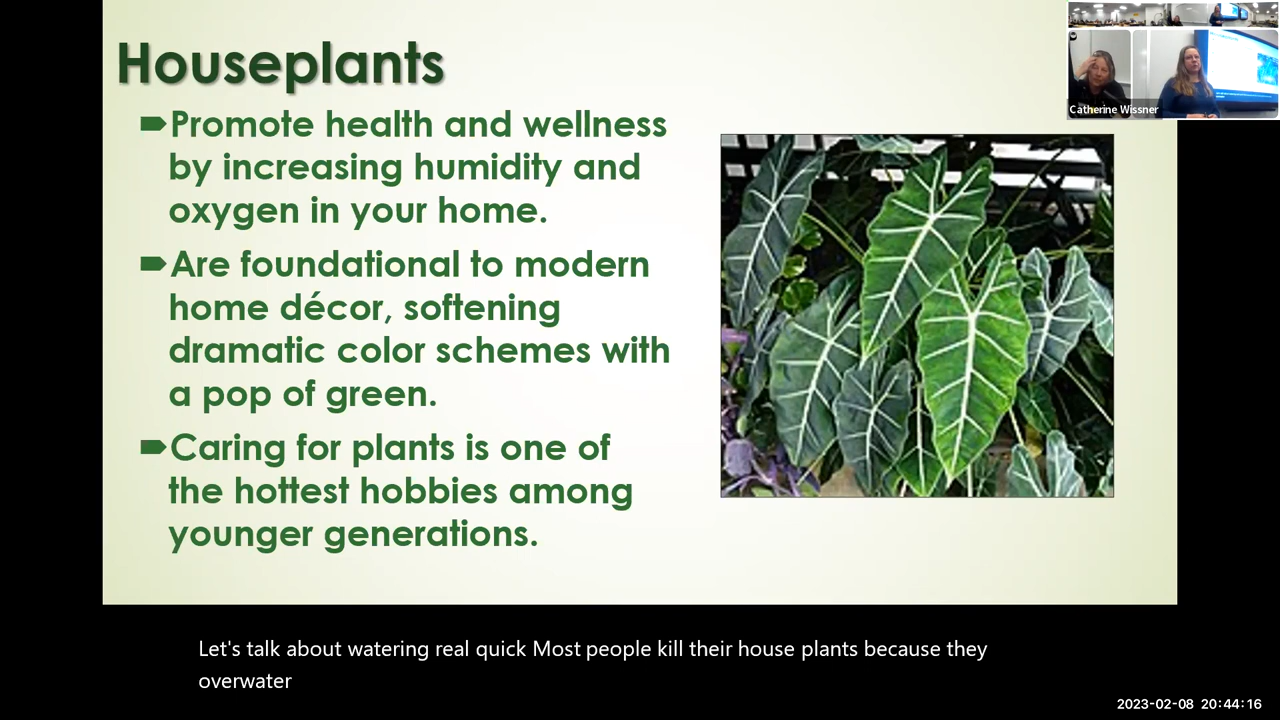 Houseplants
Promote health and wellness
by increasing humidity and
oxygen in your home.
Are foundational to modern
home décor, softening
dramatic color schemes with
a pop of green.
Caring for plants is one of
the hottest hobbies among
younger generations.
Catherine Wissner
Let's talk about watering real quick Most people kill their house plants because they
overwater
2023-02-08 20:44:16